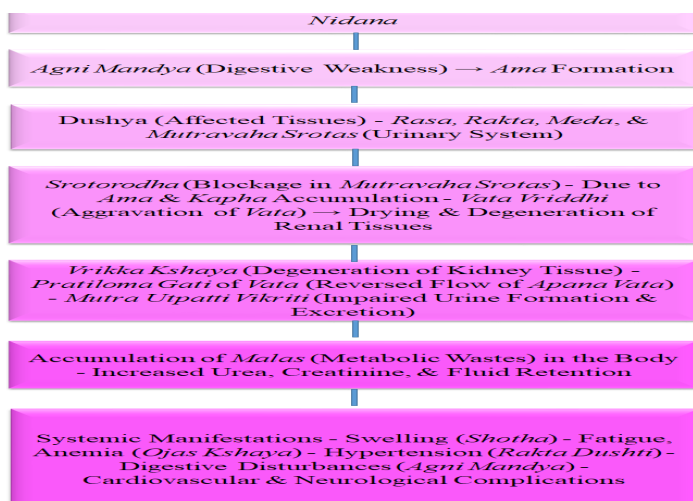 Nidana
Agni Mandya (Digestive Weakness) → Ama Formation
Dushya (Affected Tissues) - Rasa, Rakta, Meda, &
Mutravaha Srotas (Urinary System)
Srotorodha (Blockage in Mutravaha Srotas) - Due to
Ama & Kapha Accumulation - Vata Vriddhi
(Aggravation of Vata) → Drying & Degeneration of
Renal Tissues
Vrikka Kshaya (Degeneration of Kidney Tissue) -
Pratiloma Gati of Vata (Reversed Flow of Apana Vata)
- Mutra Utpatti Vikriti (Impaired Urine Formation &
Excretion)
Accumulation of Malas (Metabolic Wastes) in the Body
- Increased Urea, Creatinine, & Fluid Retention
Systemic Manifestations - Swelling (Shotha) - Fatigue,
Anemia (Ojas Kshaya) - Hypertension (Rakta Dushti) -
Digestive Disturbances (Agni Mandya) -
Cardiovascular & Neurological Complications